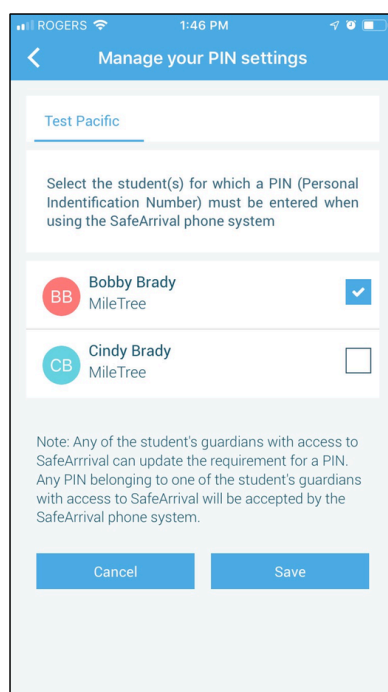 ROGERS 1:46 PM
Manage your PIN settings
Test Pacific
Select the student(s) for which a PIN (Personal
Indentification Number) must be entered when
using the SafeArrival phone system
BB Bobby Brady
MileTree
CB Cindy Brady
MileTree
Note: Any of the student's guardians with access to
SafeArrrival can update the requirement for a PIN.
Any PIN belonging to one of the student's guardians
with access to SafeArrival will be accepted by the
SafeArrival phone system.
Cancel Save